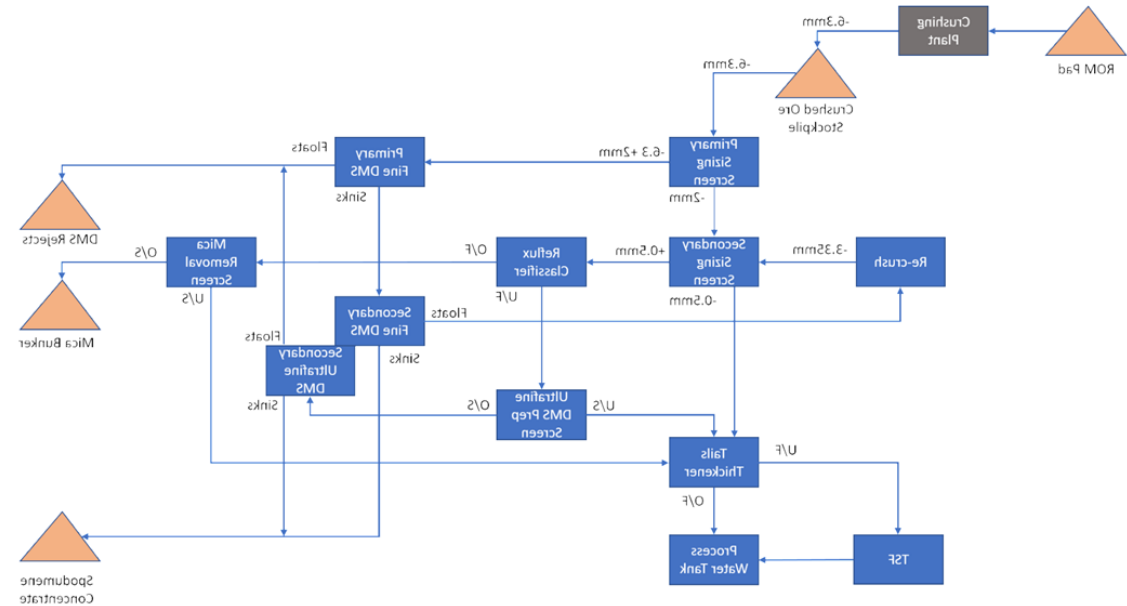 ROM Pad
Crushing
Plant
-6.3mm
Crushed Ore
Stockpile
-6.3mm
Primary
Sizing
Screen
-6.3 +2mm
-2mm
Primary
Fine DMS
Floats
Sinks
DMS Rejects
Re-crush
-3.35mm
Secondary
Sizing
Screen
+0.5mm
-0.5mm
Reflux
Classifier
O/F
U/F
Mica
Removal
Screen
O/S
U/S
Mica Bunker
Secondary
Fine DMS
Floats
Sinks
Secondary
Ultrafine
DMS
Floats
Sinks
Ultrafine
DMS Prep
Screen
U/S
O/S
Tails
Thickener
U/F
O/F
TSF
Process
Water Tank
Spodumene
Concentrate